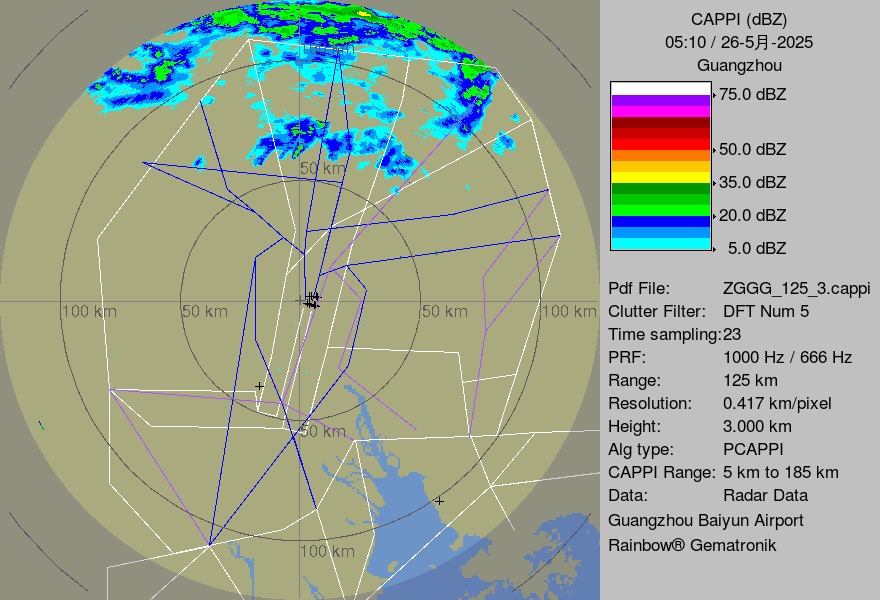 CAPPI (dBZ)
05:10 / 26-5月-2025
Guangzhou
75.0 dBZ
50.0 dBZ
35.0 dBZ
20.0 dBZ
5.0 dBZ
Pdf File: ZGGG_125_3.cappi
Clutter Filter: DFT Num 5
Time sampling:23
PRF: 1000 Hz / 666 Hz
Range: 125 km
Resolution: 0.417 km/pixel
Height: 3.000 km
Alg type: PCAPPI
CAPPI Range: 5 km to 185 km
Data: Radar Data
Guangzhou Baiyun Airport
Rainbow® Gematronik
100 km
50 km
100 km
50 km
50 km
100 km
50 km
100 km